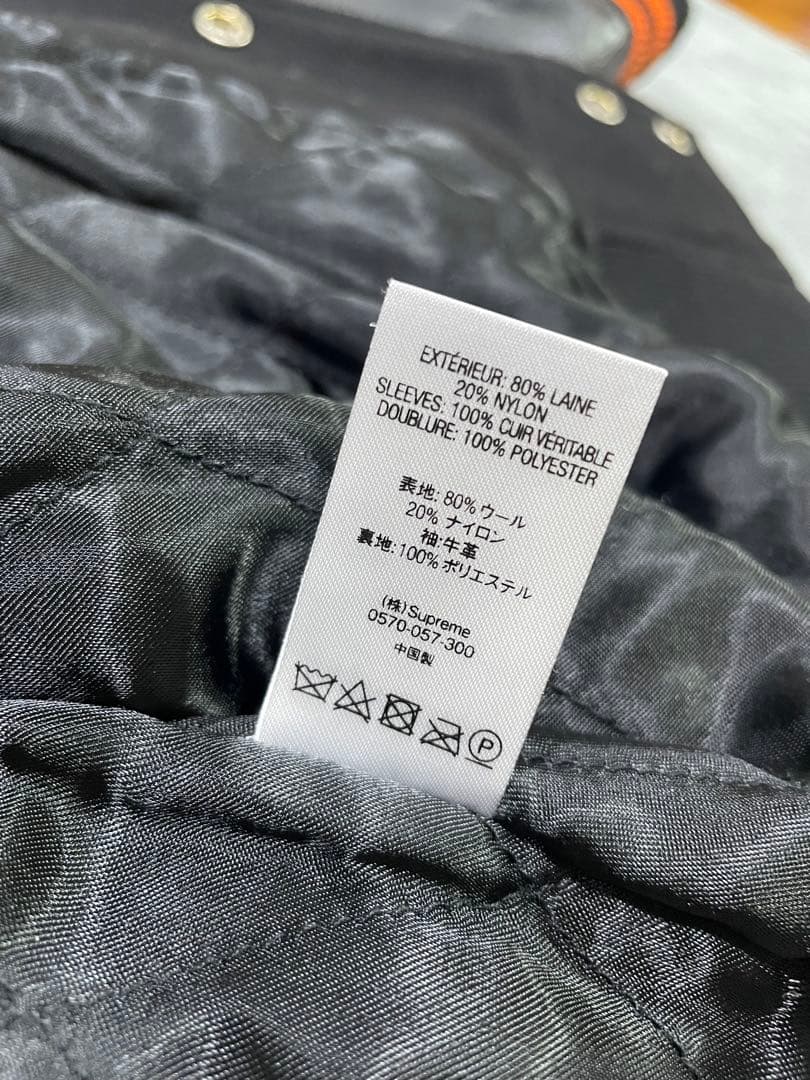 EXTÉRIEUR: 80% LAINE
20% NYLON
SLEEVES: 100% CUIR VÉRITABLE
DOUBLURE: 100% POLYESTER
表地: 80% ウール
20% ナイロン
袖: 牛革
裏地: 100% ポリエステル
(株) Supreme
0570-057-300
中国製
P